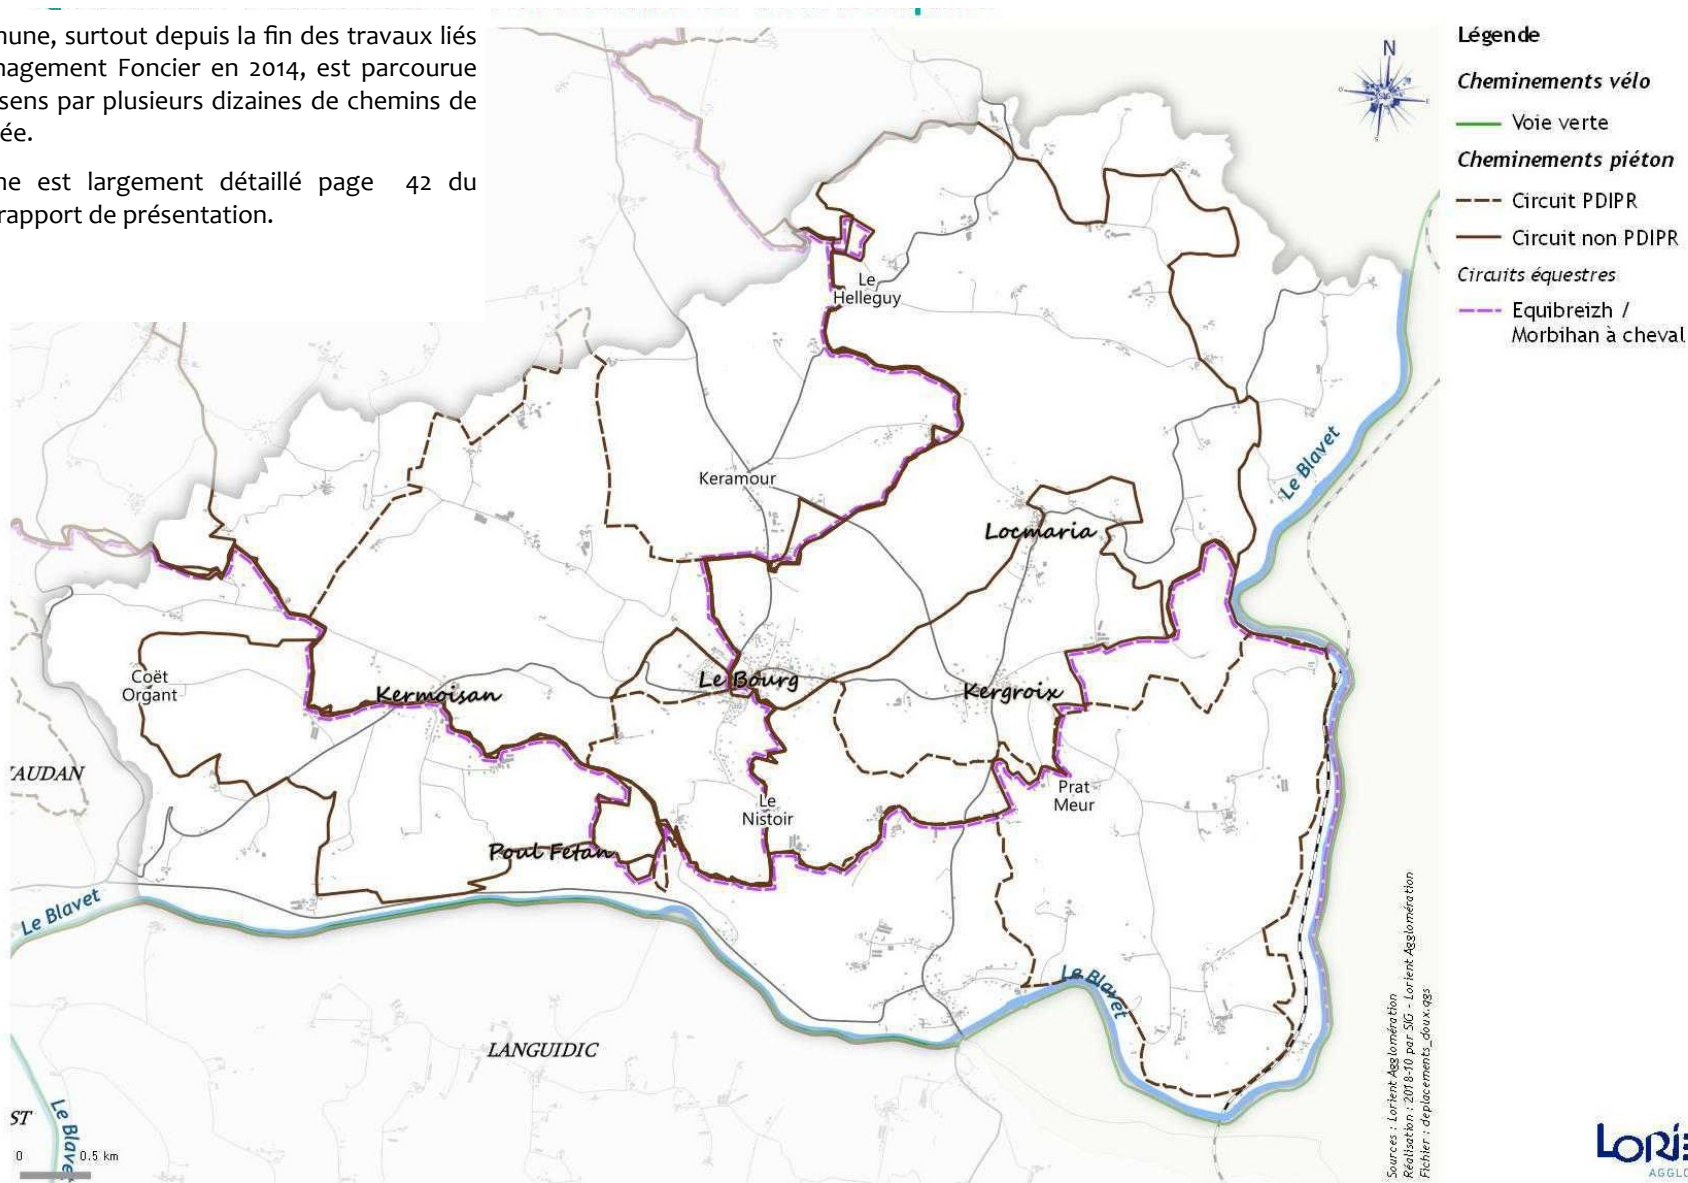 mune, surtout depuis la fin des travaux liés
nagement Foncier en 2014, est parcourue
sens par plusieurs dizaines de chemins de
ée.
ne est largement détaillé page 42 du
rapport de présentation.
Légende
Cheminements vélo
Voie verte
Cheminements piéton
Circuit PDIPR
Circuit non PDIPR
Circuits équestres
Equibreizh /
Morbihan à cheval
N
Le
Helleguy
Keramour
Le Blavet
Locmaria
Coët
Organt
Kermoisan
Le Bourg
Kergroix
Prat
Meur
Le
Nistoir
Poul Fetan
AUDAN
Le Blavet
Le Blavet
LANGUIDIC
ST
Le Blavet
0 0.5 km
Sources : Lorient Agglomération
Réalisation : 2018-10 par SIG - Lorient Agglomération
Fichier : deplacements_doux.qgs
LORIE
AGGLO